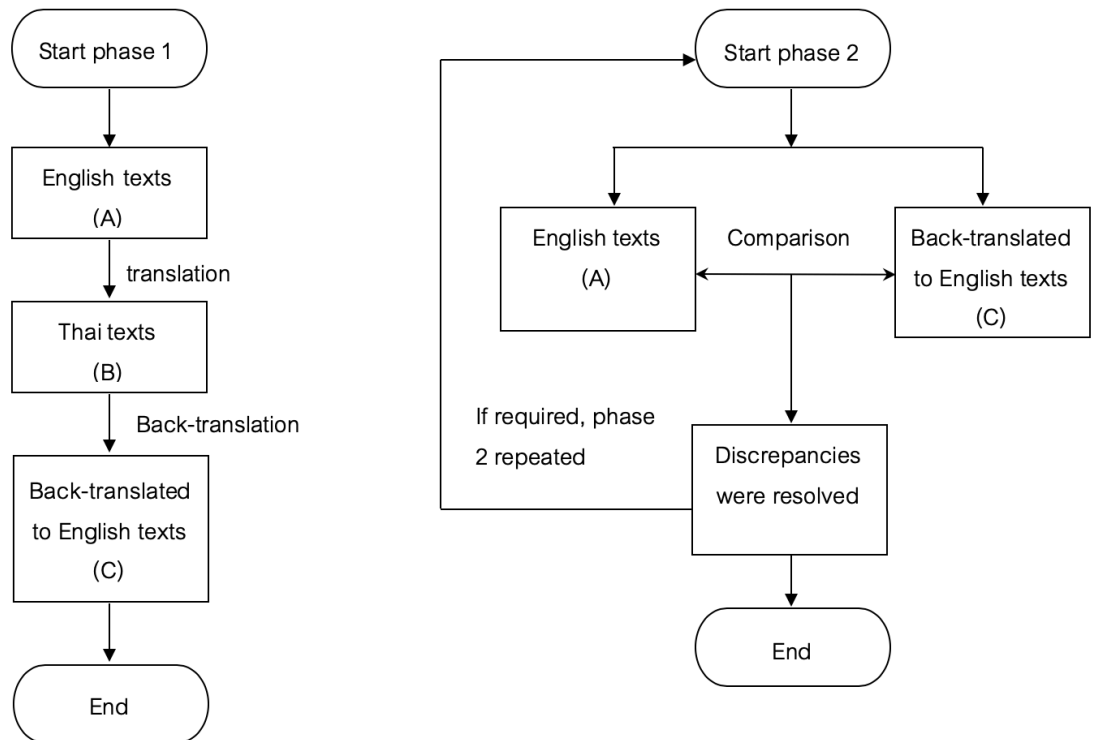 Start phase 1
English texts
(A)
translation
Thai texts
(B)
Back-translation
Back-translated
to English texts
(C)
End
Start phase 2
English texts
(A)
Comparison
Back-translated
to English texts
(C)
If required, phase
2 repeated
Discrepancies
were resolved
End